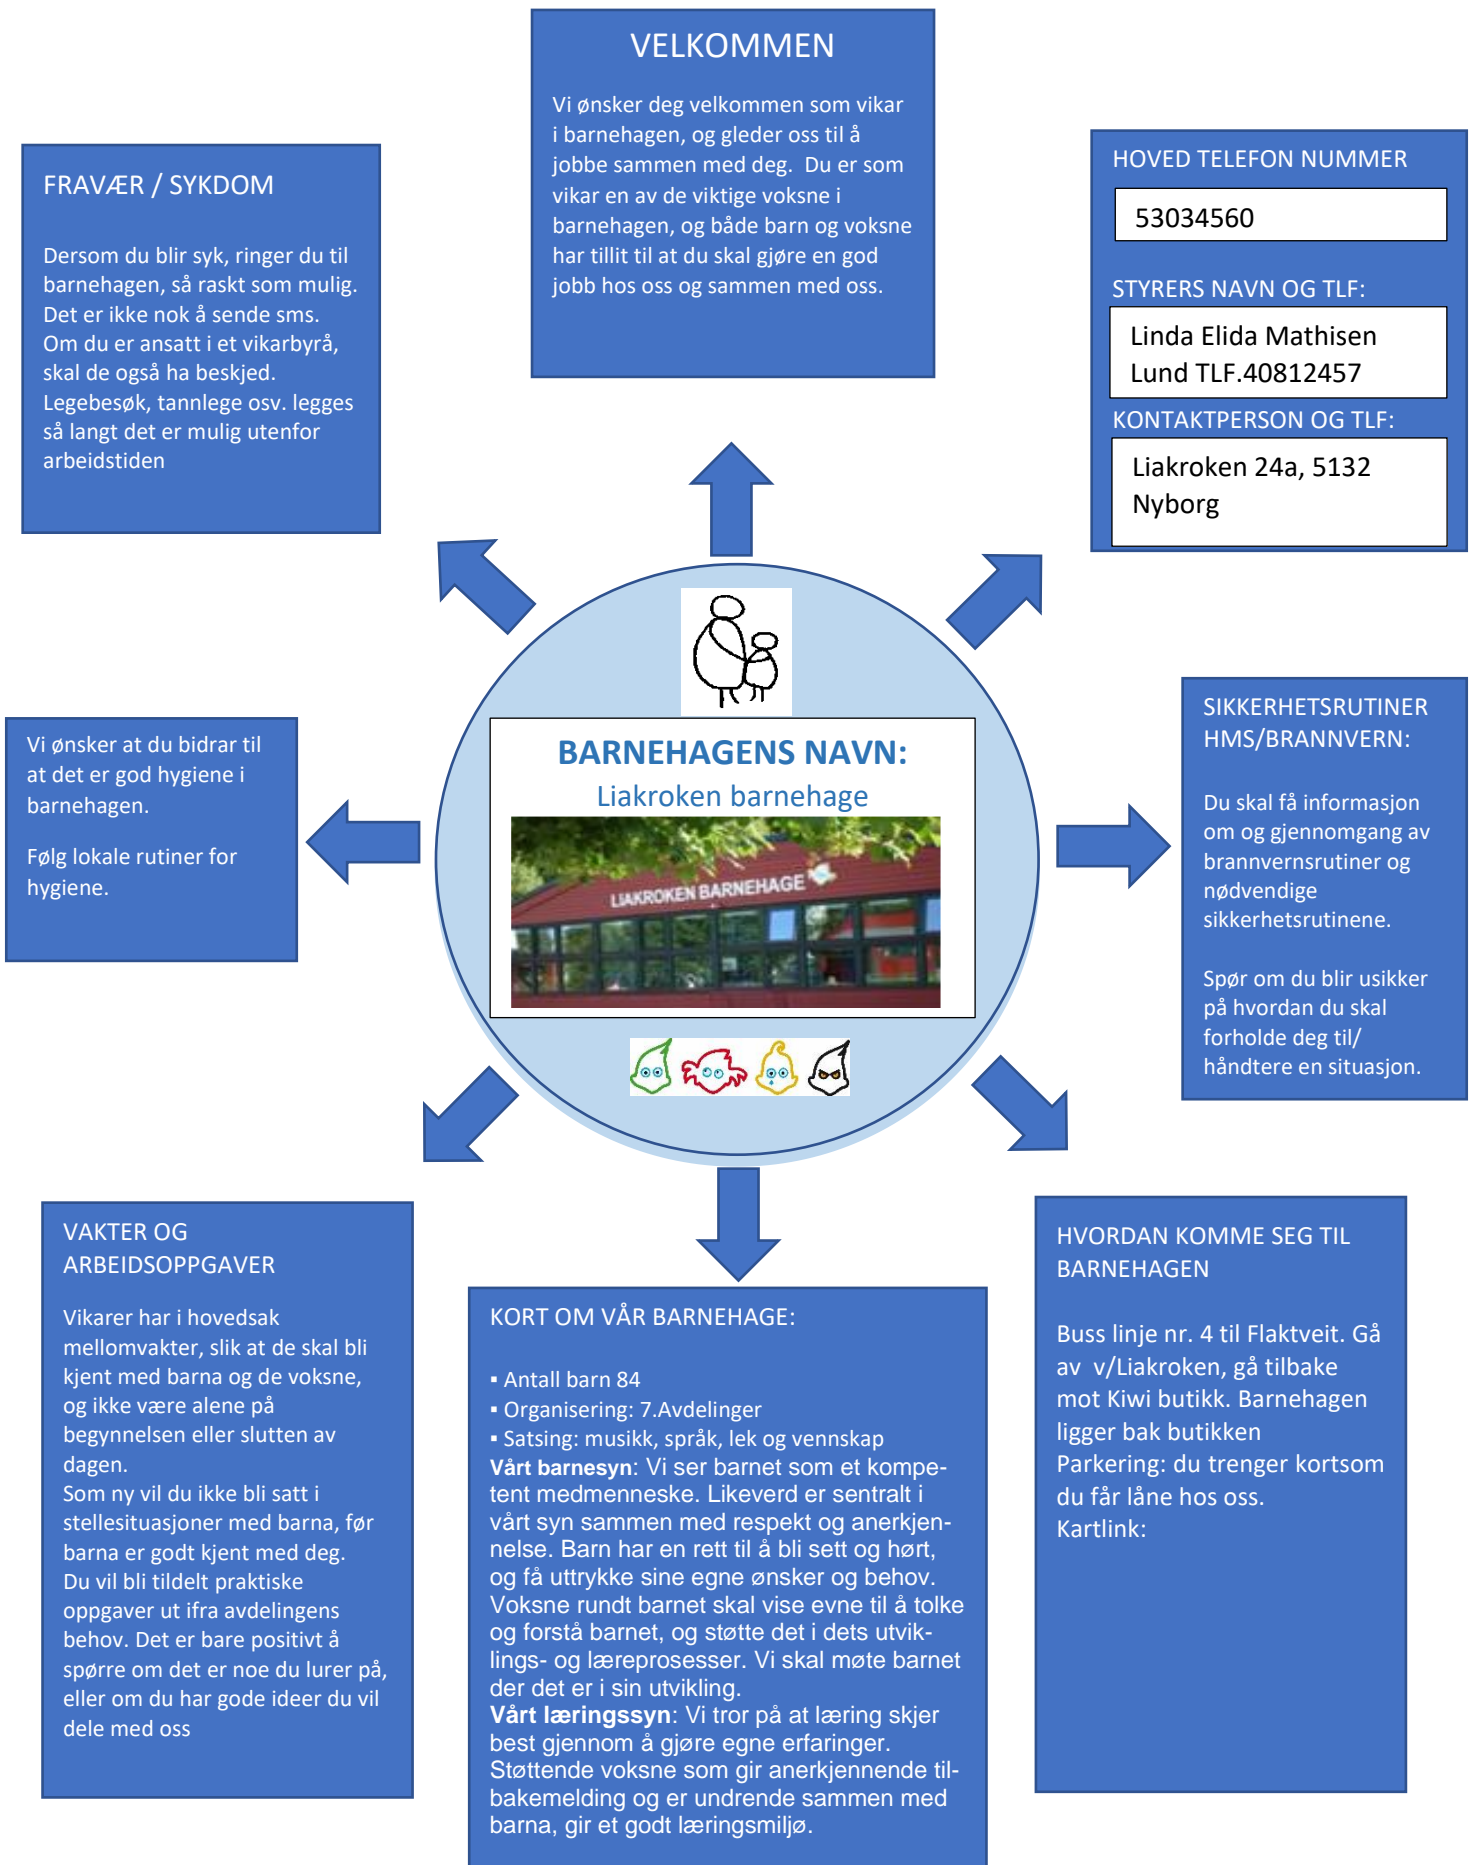 VELKOMMEN
Vi ønsker deg velkommen som vikar
i barnehagen, og gleder oss til å
jobbe sammen med deg.  Du er som
vikar en av de viktige voksne i
barnehagen, og både barn og voksne
har tillit til at du skal gjøre en god
jobb hos oss og sammen med oss.
FRAVÆR / SYKDOM
Dersom du blir syk, ringer du til
barnehagen, så raskt som mulig.
Det er ikke nok å sende sms.
Om du er ansatt i et vikarbyrå,
skal de også ha beskjed.
Legebesøk, tannlege osv. legges
så langt det er mulig utenfor
arbeidstiden
HOVED TELEFON NUMMER
53034560
STYRERS NAVN OG TLF:
Linda Elida Mathisen
Lund TLF.40812457
KONTAKTPERSON OG TLF:
Liakroken 24a, 5132
Nyborg
Vi ønsker at du bidrar til
at det er god hygiene i
barnehagen.
Følg lokale rutiner for
hygiene.
BARNEHAGENS NAVN:
Liakroken barnehage
LIAKROKEN BARNEHAGE
SIKKERHETSRUTINER
HMS/BRANNVERN:
Du skal få informasjon
om og gjennomgang av
brannvernsrutiner og
nødvendige
sikkerhetsrutinene.
Spør om du blir usikker
på hvordan du skal
forholde deg til/
håndtere en situasjon.
VAKTER OG
ARBEIDSOPPGAVER
Vikarer har i hovedsak
mellomvakter, slik at de skal bli
kjent med barna og de voksne,
og ikke være alene på
begynnelsen eller slutten av
dagen.
Som ny vil du ikke bli satt i
stellesituasjoner med barna, før
barna er godt kjent med deg.
Du vil bli tildelt praktiske
oppgaver ut ifra avdelingens
behov. Det er bare positivt å
spørre om det er noe du lurer på,
eller om du har gode ideer du vil
dele med oss
KORT OM VÅR BARNEHAGE:
▪ Antall barn 84
▪ Organisering: 7.Avdelinger
▪ Satsing: musikk, språk, lek og vennskap
Vårt barnesyn: Vi ser barnet som et kompe-
tent medmenneske. Likeverd er sentralt i
vårt syn sammen med respekt og anerkjen-
nelse. Barn har en rett til å bli sett og hørt,
og få uttrykke sine egne ønsker og behov.
Voksne rundt barnet skal vise evne til å tolke
og forstå barnet, og støtte det i dets utvik-
lings- og læreprosesser. Vi skal møte barnet
der det er i sin utvikling.
Vårt læringssyn: Vi tror på at læring skjer
best gjennom å gjøre egne erfaringer.
Støttende voksne som gir anerkjennende til-
bakemelding og er undrende sammen med
barna, gir et godt læringsmiljø.
HVORDAN KOMME SEG TIL
BARNEHAGEN
Buss linje nr. 4 til Flaktveit. Gå
av  v/Liakroken, gå tilbake
mot Kiwi butikk. Barnehagen
ligger bak butikken
Parkering: du trenger kortsom
du får låne hos oss.
Kartlink: